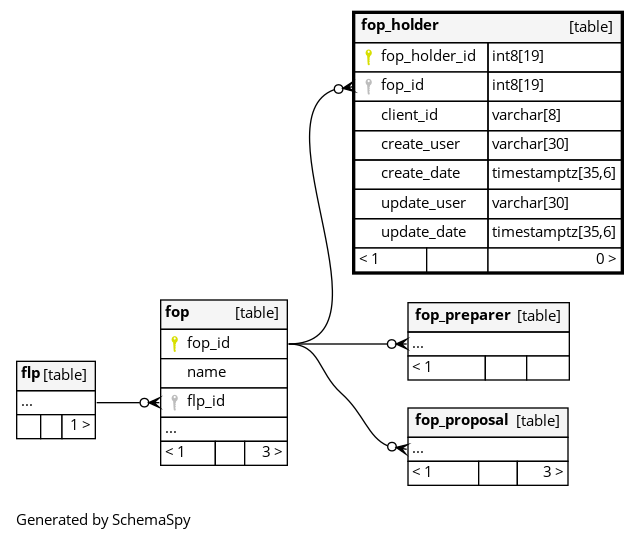 fop_holder [table]
fop_holder_id int8[19]
fop_id int8[19]
client_id varchar[8]
create_user varchar[30]
create_date timestamptz[35,6]
update_user varchar[30]
update_date timestamptz[35,6]
< 1 0 >
fop [table]
fop_id
name
flp_id
...
< 1 3 >
fop_preparer [table]
...
< 1
flp [table]
...
1 >
fop_proposal [table]
...
< 1 3 >
Generated by SchemaSpy